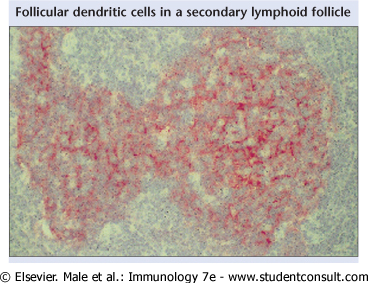 Follicular dendritic cells in a secondary lymphoid follicle
© Elsevier. Male et al.: Immunology 7e - www.studentconsult.com